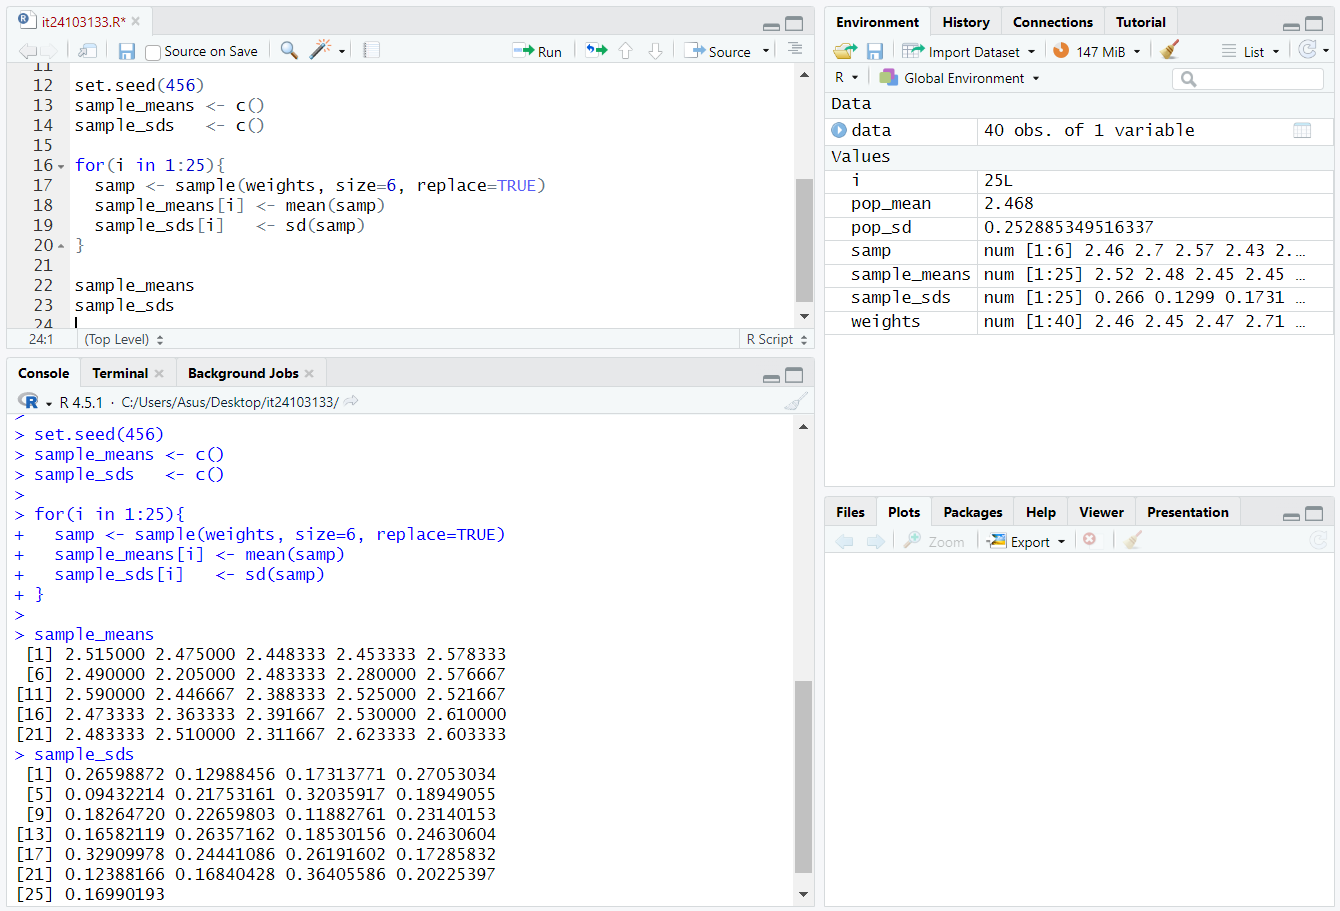 it24103133.R*
Source on Save Run Source
11
12 set.seed(456)
13 sample_means <- c()
14 sample_sds   <- c()
15
16 for(i in 1:25){
17   samp <- sample(weights, size=6, replace=TRUE)
18   sample_means[i] <- mean(samp)
19   sample_sds[i]   <- sd(samp)
20 }
21
22 sample_means
23 sample_sds
24
24:1 (Top Level) R Script
Console Terminal Background Jobs
R 4.5.1 · C:/Users/Asus/Desktop/it24103133/
>
> set.seed(456)
> sample_means <- c()
> sample_sds   <- c()
>
> for(i in 1:25){
+   samp <- sample(weights, size=6, replace=TRUE)
+   sample_means[i] <- mean(samp)
+   sample_sds[i]   <- sd(samp)
+ }
>
> sample_means
[1] 2.515000 2.475000 2.448333 2.453333 2.578333
[6] 2.490000 2.205000 2.483333 2.280000 2.576667
[11] 2.590000 2.446667 2.388333 2.525000 2.521667
[16] 2.473333 2.363333 2.391667 2.530000 2.610000
[21] 2.483333 2.510000 2.311667 2.623333 2.603333
> sample_sds
[1] 0.26598872 0.12988456 0.17313771 0.27053034
[5] 0.09432214 0.21753161 0.32035917 0.18949055
[9] 0.18264720 0.22659803 0.11882761 0.23140153
[13] 0.16582119 0.26357162 0.18530156 0.24630604
[17] 0.32909978 0.24441086 0.26191602 0.17285832
[21] 0.12388166 0.16840428 0.36405586 0.20225397
[25] 0.16990193
Environment History Connections Tutorial
Import Dataset 147 MiB List
R Global Environment
Data
data 40 obs. of 1 variable
Values
i 25L
pop_mean 2.468
pop_sd 0.252885349516337
samp num [1:6] 2.46 2.7 2.57 2.43 2.…
sample_means num [1:25] 2.52 2.48 2.45 2.45 …
sample_sds num [1:25] 0.266 0.1299 0.1731 …
weights num [1:40] 2.46 2.45 2.47 2.71 …
Files Plots Packages Help Viewer Presentation
Zoom Export